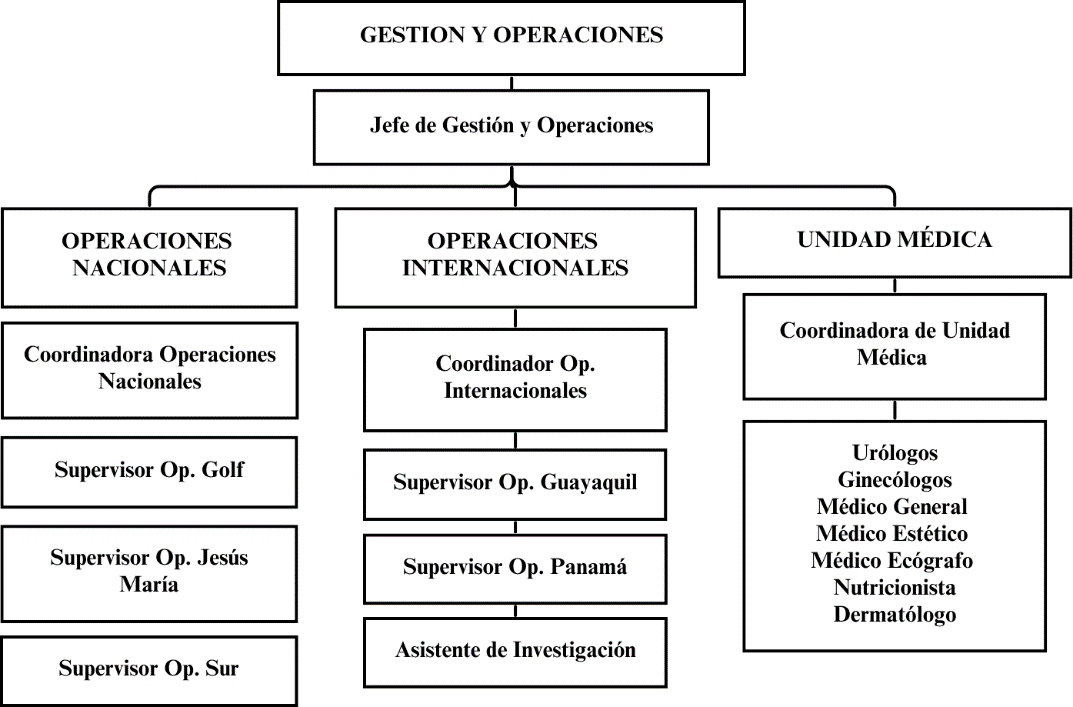 GESTION Y OPERACIONES
Jefe de Gestión y Operaciones
OPERACIONES
NACIONALES
Coordinadora Operaciones
Nacionales
Supervisor Op. Golf
Supervisor Op. Jesús
María
Supervisor Op. Sur
OPERACIONES
INTERNACIONALES
Coordinador Op.
Internacionales
Supervisor Op. Guayaquil
Supervisor Op. Panamá
Asistente de Investigación
UNIDAD MÉDICA
Coordinadora de Unidad
Médica
Urólogos
Ginecólogos
Médico General
Médico Estético
Médico Ecógrafo
Nutricionista
Dermatólogo